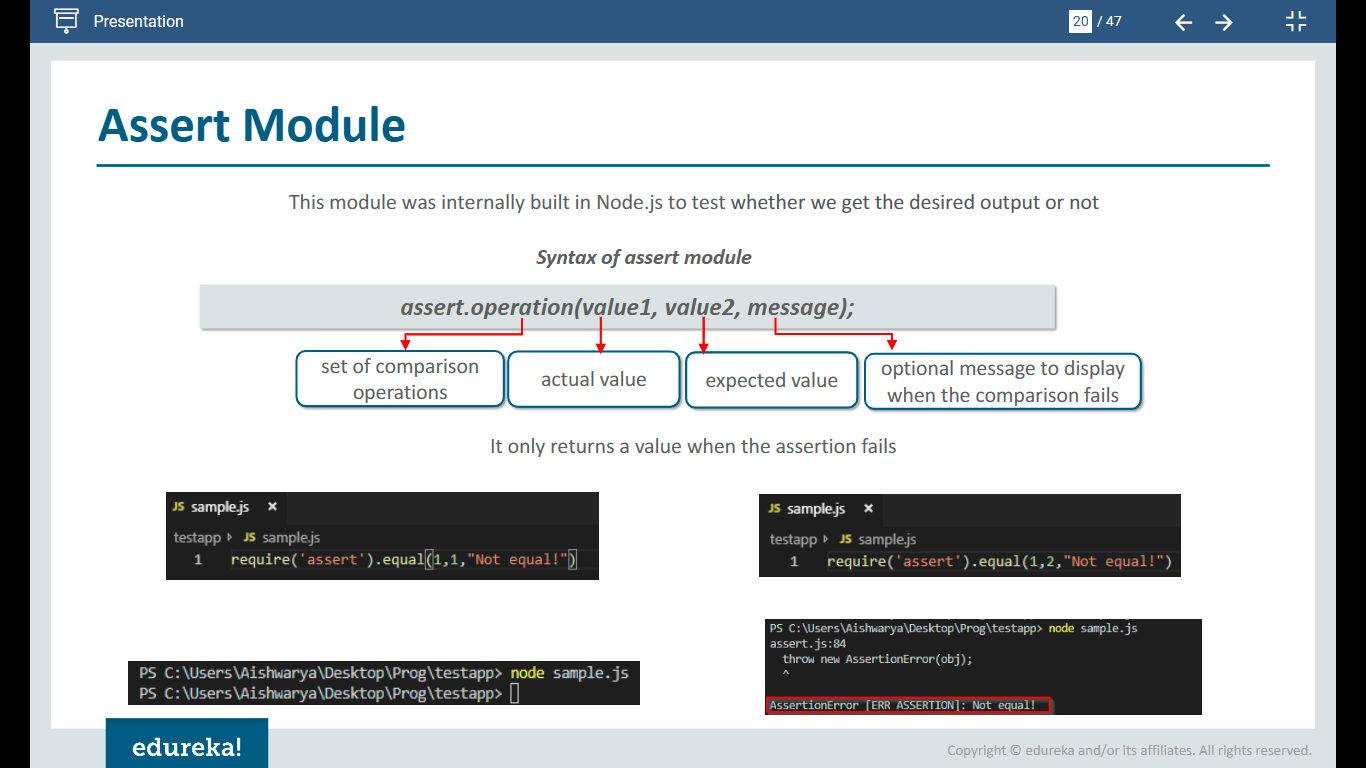 Presentation
20 / 47
Assert Module
This module was internally built in Node.js to test whether we get the desired output or not
Syntax of assert module
assert.operation(value1, value2, message);
set of comparison
operations
actual value
expected value
optional message to display
when the comparison fails
It only returns a value when the assertion fails
JS sample.js ×
testapp JS sample.js
1 require('assert').equal(1,1,"Not equal!")
JS sample.js ×
testapp JS sample.js
1 require('assert').equal(1,2,"Not equal!")
PS C:\Users\Aishwarya\Desktop\Prog\testapp> node sample.js
PS C:\Users\Aishwarya\Desktop\Prog\testapp>
PS C:\Users\Aishwarya\Desktop\Prog\testapp> node sample.js
assert.js:84
throw new AssertionError(obj);
^
AssertionError [ERR_ASSERTION]: Not equal!
edureka!
Copyright © edureka and/or its affiliates. All rights reserved.